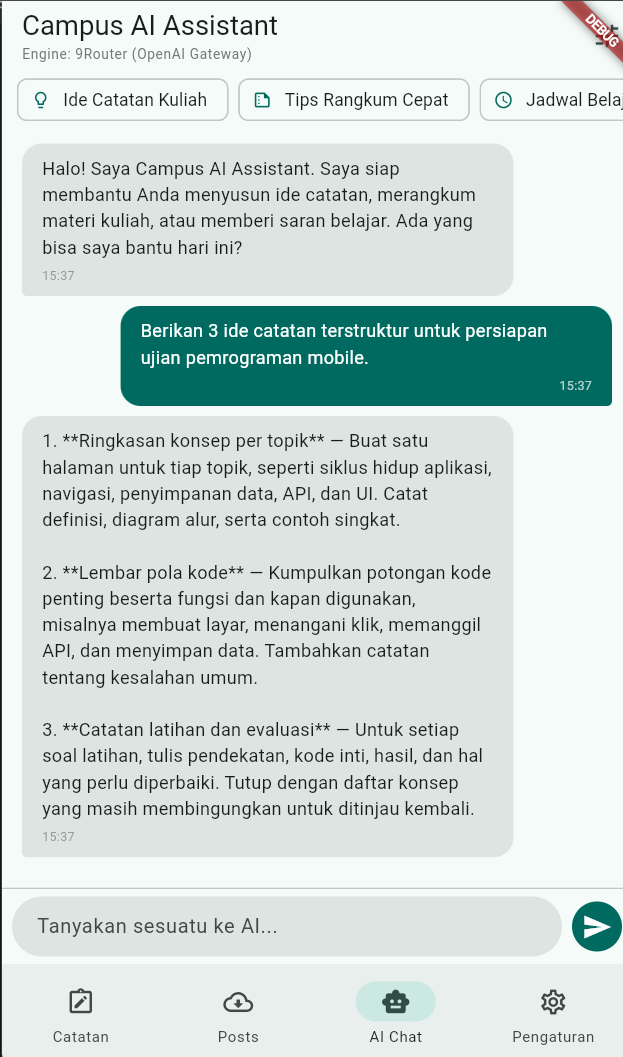 Campus AI Assistant
DEBUG
Engine: 9Router (OpenAI Gateway)
Ide Catatan Kuliah
Tips Rangkum Cepat
Jadwal Belaj
Halo! Saya Campus AI Assistant. Saya siap
membantu Anda menyusun ide catatan, merangkum
materi kuliah, atau memberi saran belajar. Ada yang
bisa saya bantu hari ini?
15:37
Berikan 3 ide catatan terstruktur untuk persiapan
ujian pemrograman mobile.
15:37
1. **Ringkasan konsep per topik** — Buat satu
halaman untuk tiap topik, seperti siklus hidup aplikasi,
navigasi, penyimpanan data, API, dan UI. Catat
definisi, diagram alur, serta contoh singkat.
2. **Lembar pola kode** — Kumpulkan potongan kode
penting beserta fungsi dan kapan digunakan,
misalnya membuat layar, menangani klik, memanggil
API, dan menyimpan data. Tambahkan catatan
tentang kesalahan umum.
3. **Catatan latihan dan evaluasi** — Untuk setiap
soal latihan, tulis pendekatan, kode inti, hasil, dan hal
yang perlu diperbaiki. Tutup dengan daftar konsep
yang masih membingungkan untuk ditinjau kembali.
15:37
Tanyakan sesuatu ke AI...
Catatan
Posts
AI Chat
Pengaturan